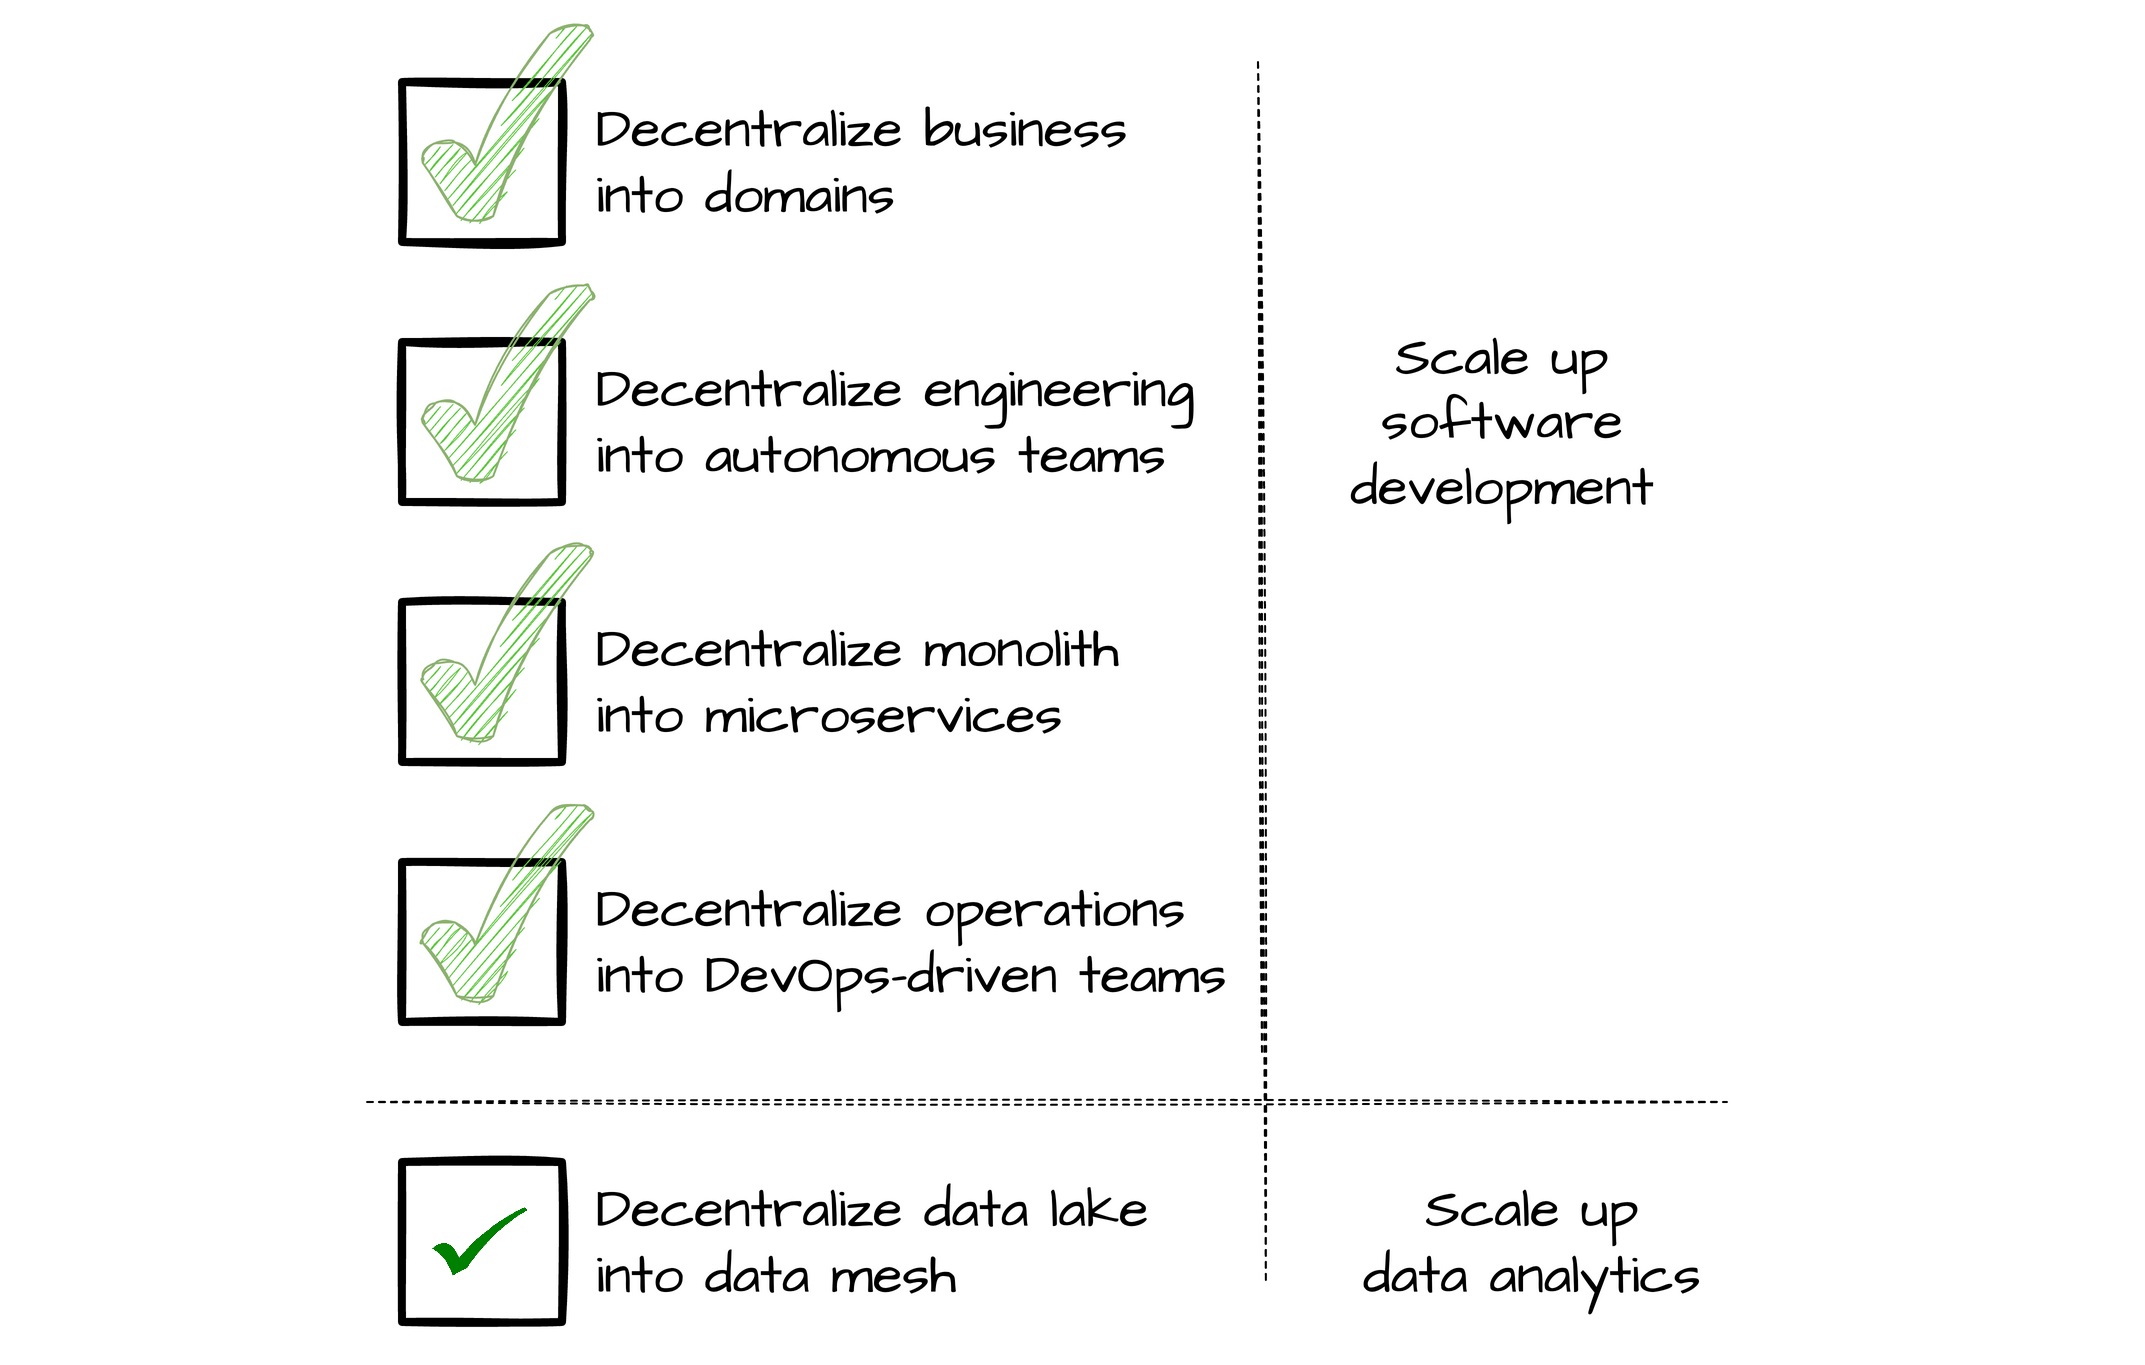 Decentralize business
into domains
Decentralize engineering
into autonomous teams
Decentralize monolith
into microservices
Decentralize operations
into DevOps-driven teams
Scale up
software
development
Decentralize data lake
into data mesh
Scale up
data analytics